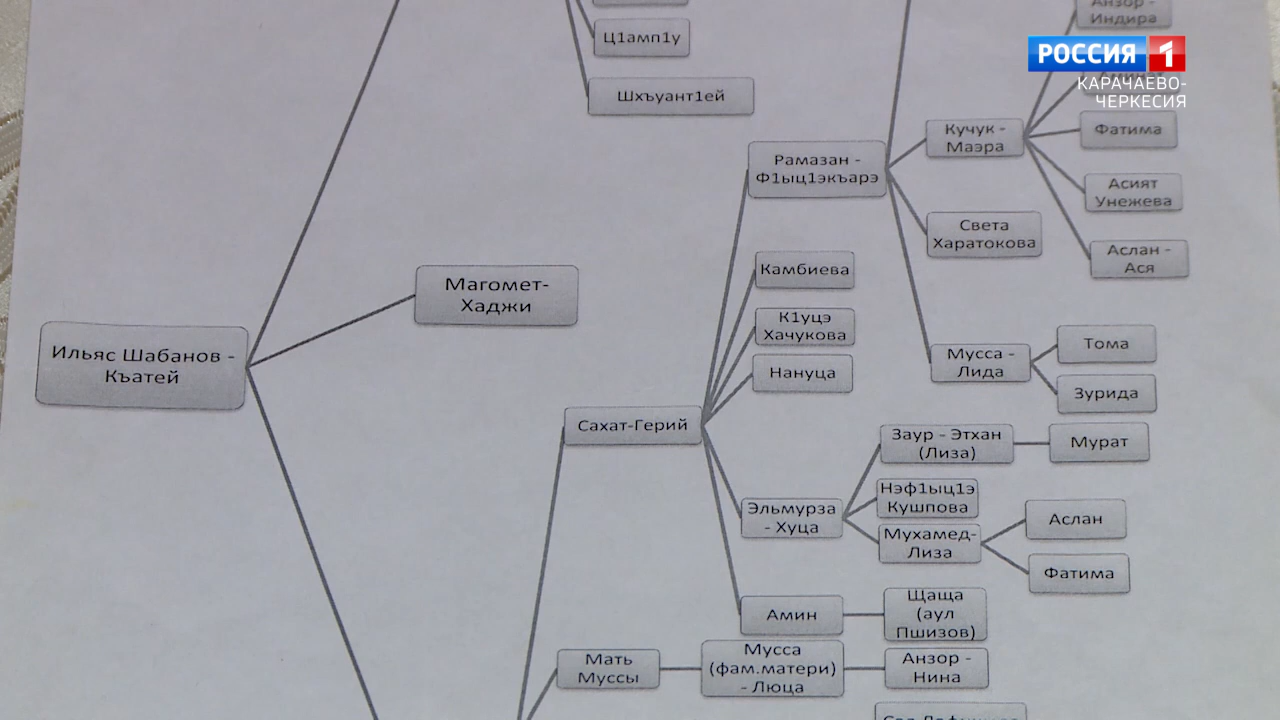 Анзор -
Индира
РОССИЯ 1
КАРАЧАЕВО-
ЧЕРКЕСИЯ
Ц1амп1у
Шхъуант1ей
Кучук -
Маэра
Фатима
Рамазан -
Ф1ыц1экъарэ
Асият
Унежева
Света
Харатокова
Аслан -
Ася
Камбиева
Магомет-
Хаджи
К1уцэ
Хачукова
Ильяс Шабанов -
Къатей
Мусса -
Лида
Тома
Нануца
Зурида
Сахат-Герий
Заур - Этхан
(Лиза)
Мурат
Нэф1ыц1э
Кушпова
Эльмурза
- Хуца
Мухамед-
Лиза
Аслан
Фатима
Амин
Щаща
(аул
Пшизов)
Мать
Муссы
Мусса
(фам.матери)
- Люца
Анзор -
Нина